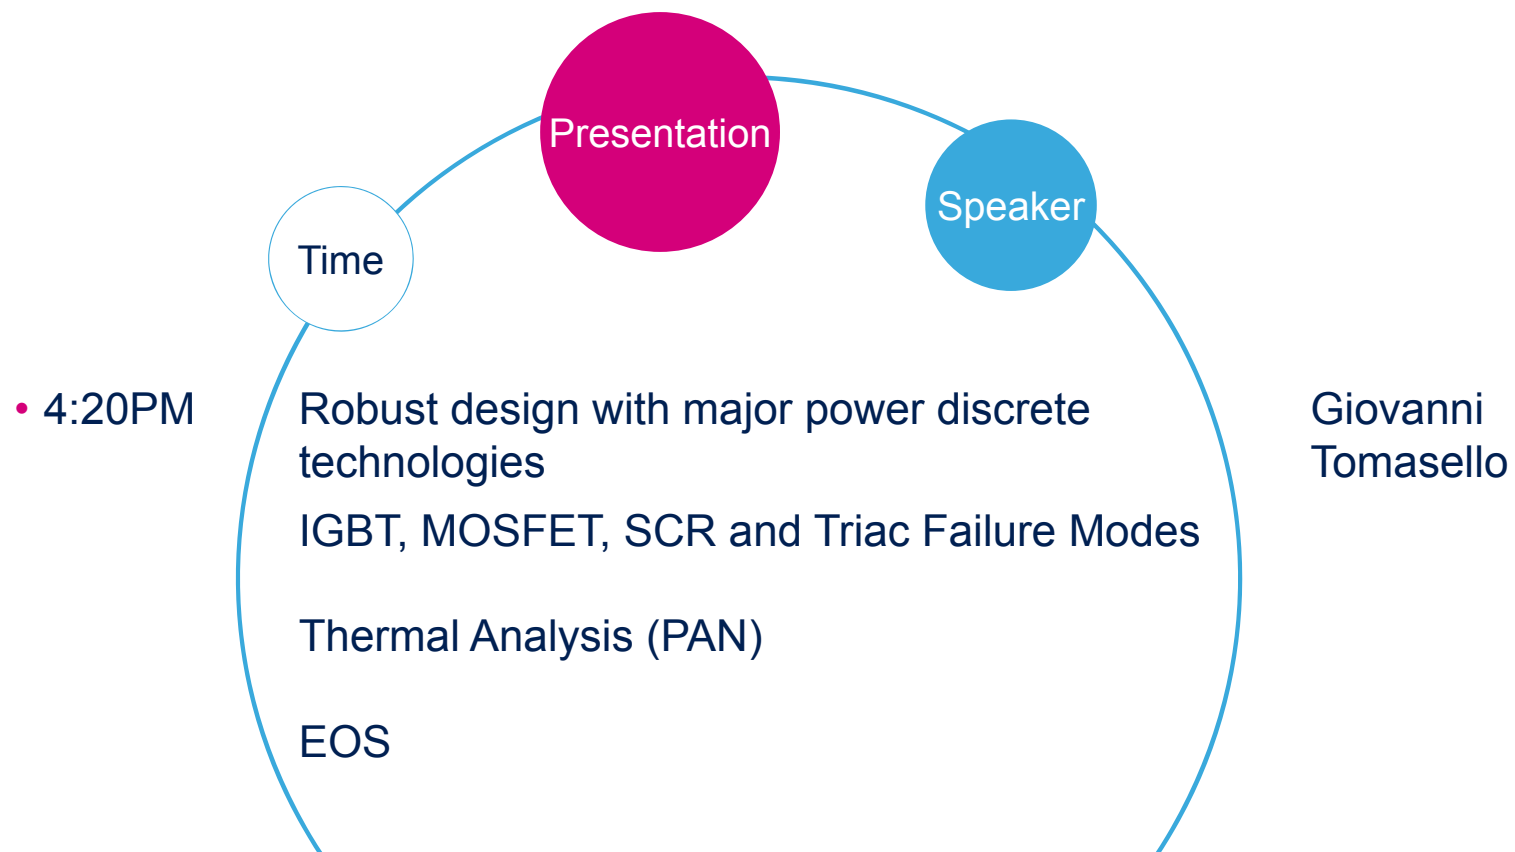 Presentation
Speaker
Time
• 4:20PM
Robust design with major power discrete
technologies
Giovanni
Tomasello
IGBT, MOSFET, SCR and Triac Failure Modes
Thermal Analysis (PAN)
EOS